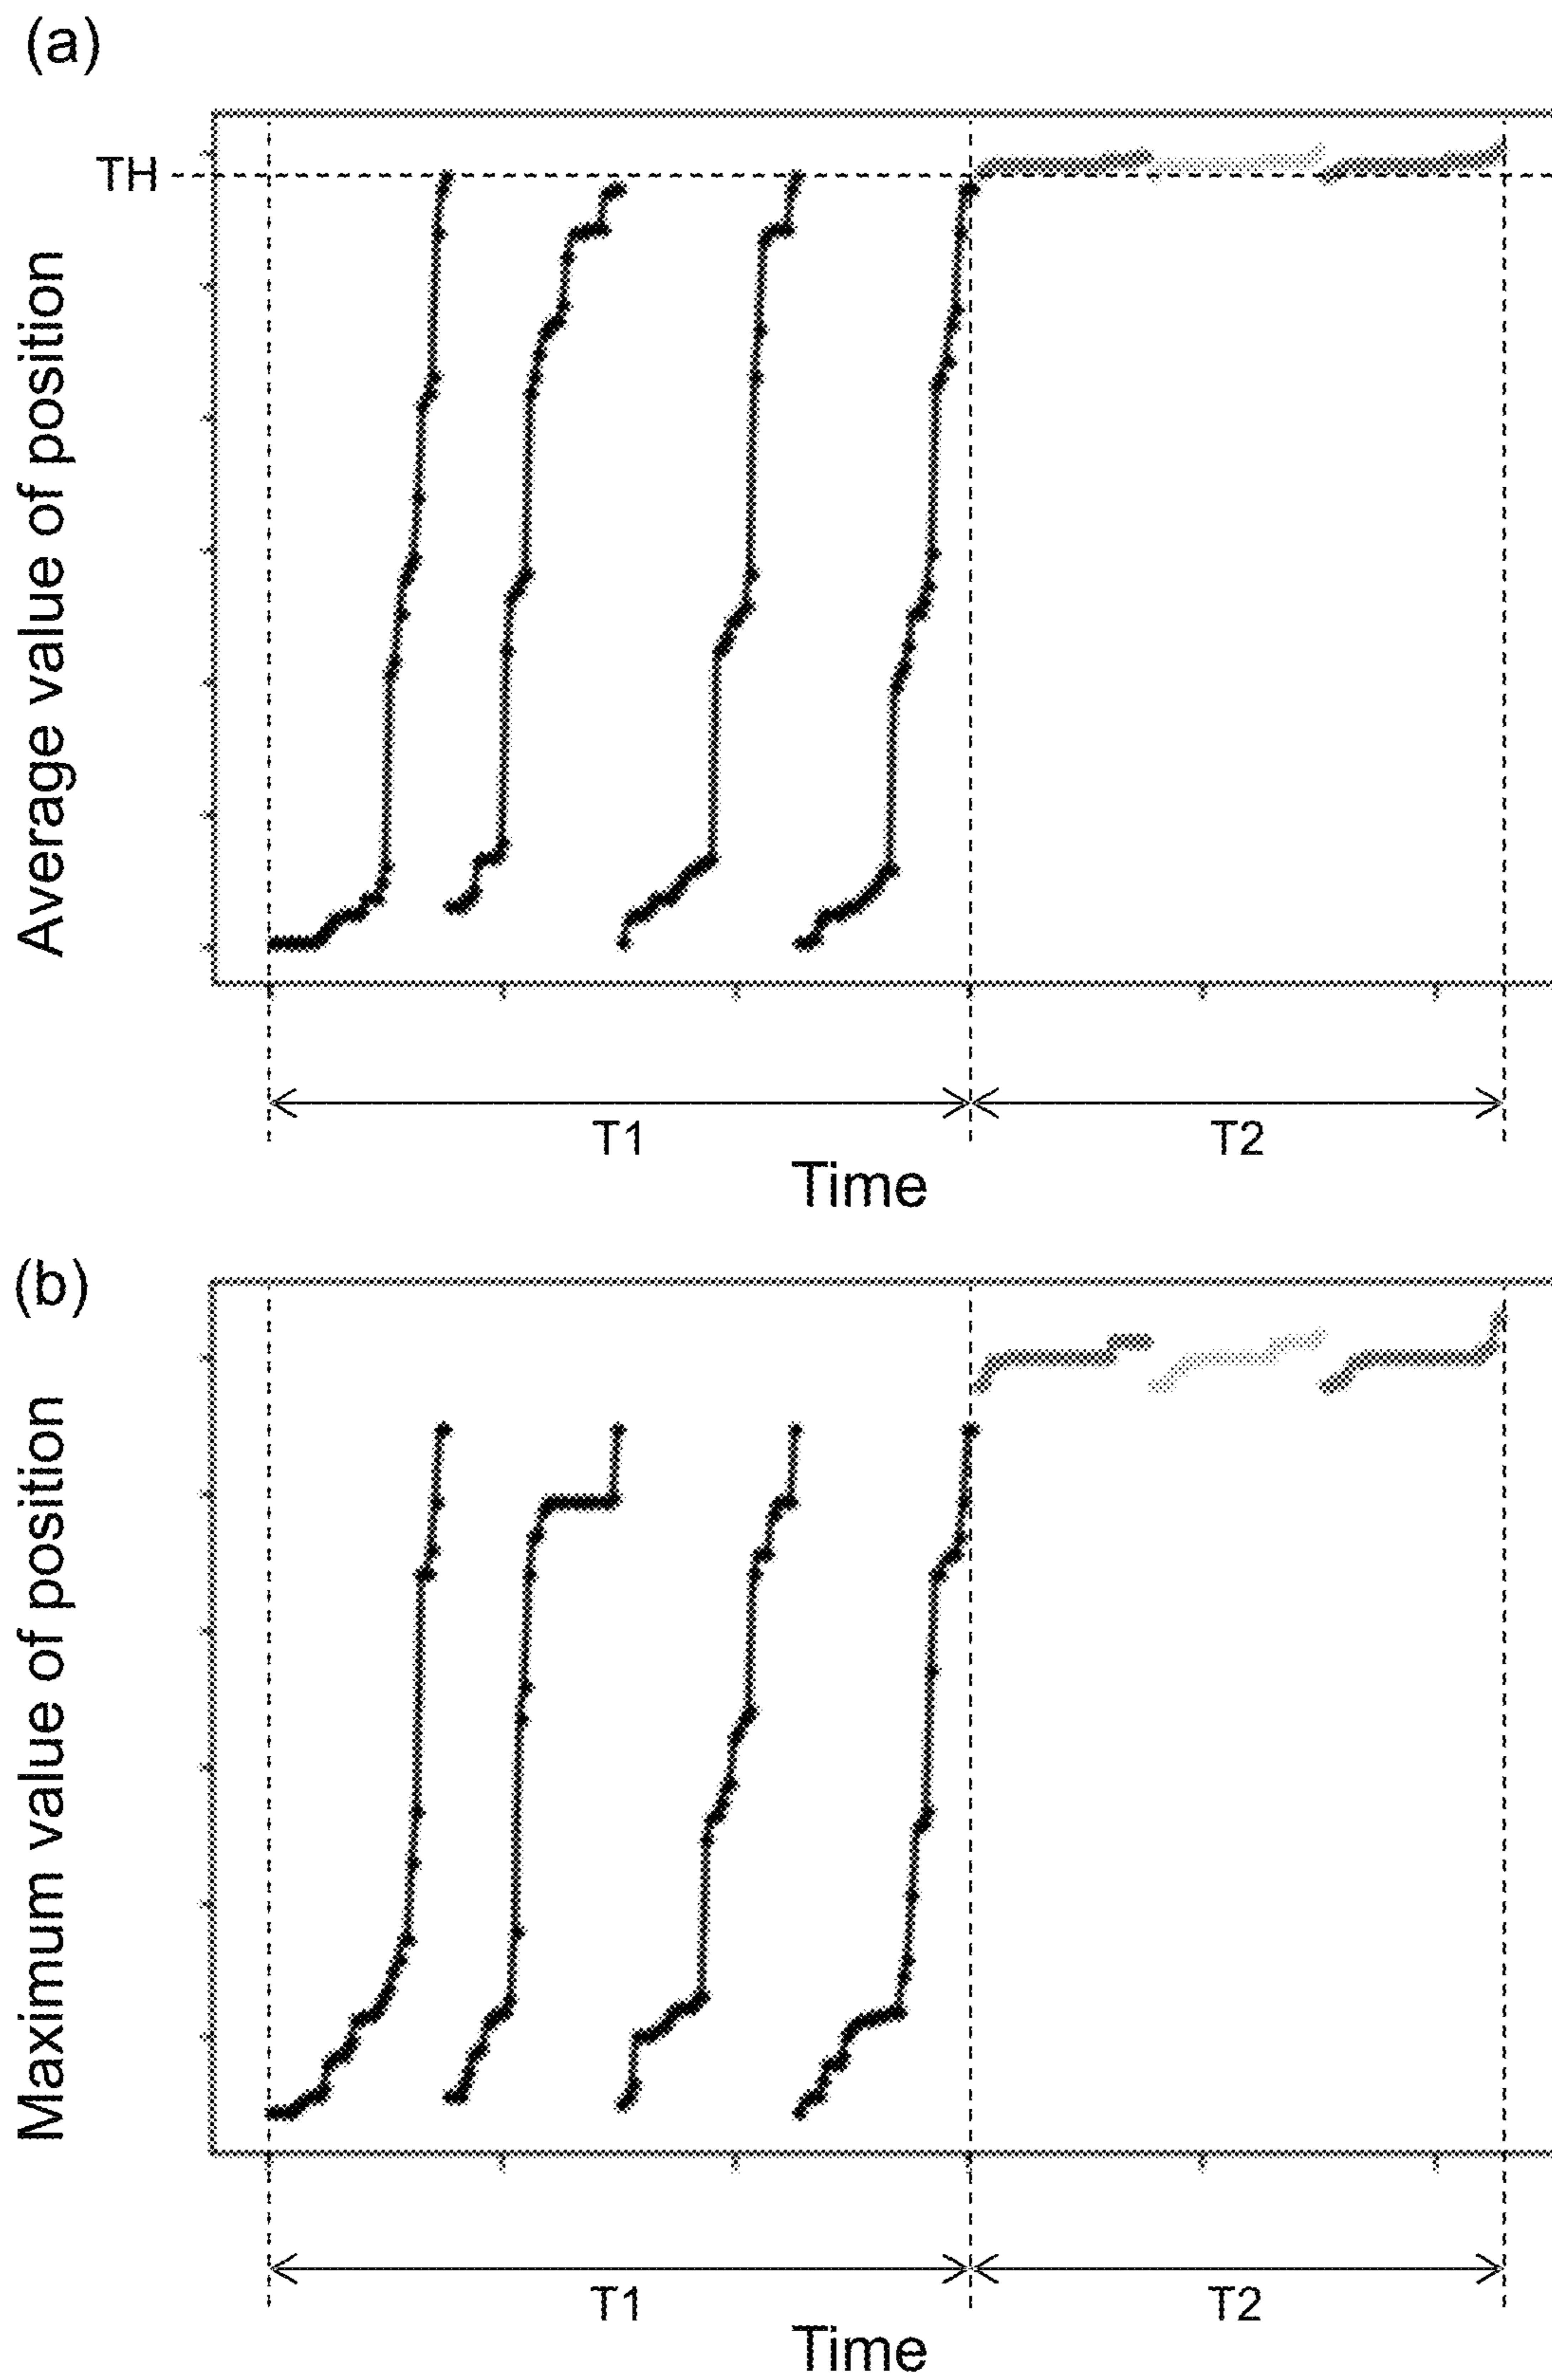 (a)
TH
Average value of position
T1
T2
Time
(b)
Maximum value of position
T1
T2
Time